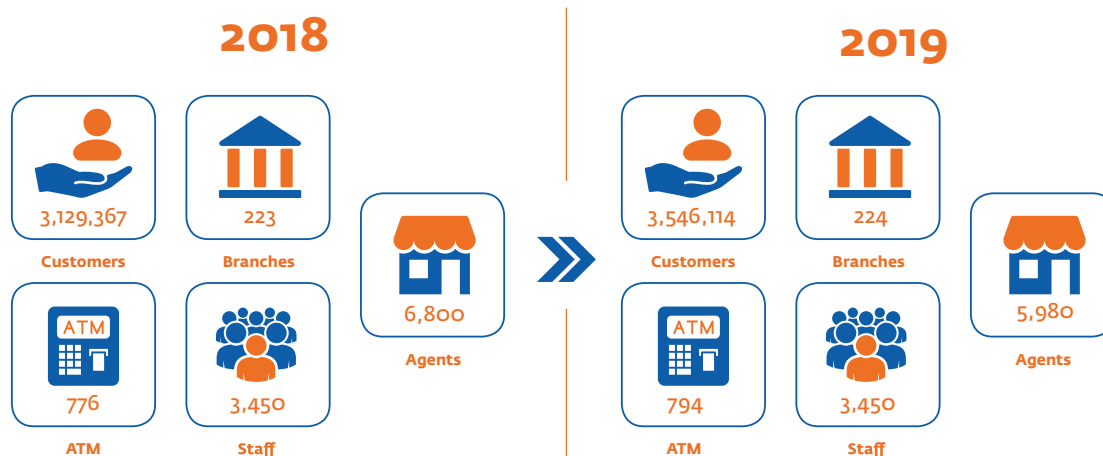 2018
3,129,367
Customers
223
Branches
ATM
776
ATM
3,450
Staff
6,800
Agents
2019
3,546,114
Customers
224
Branches
ATM
794
ATM
3,450
Staff
5,980
Agents